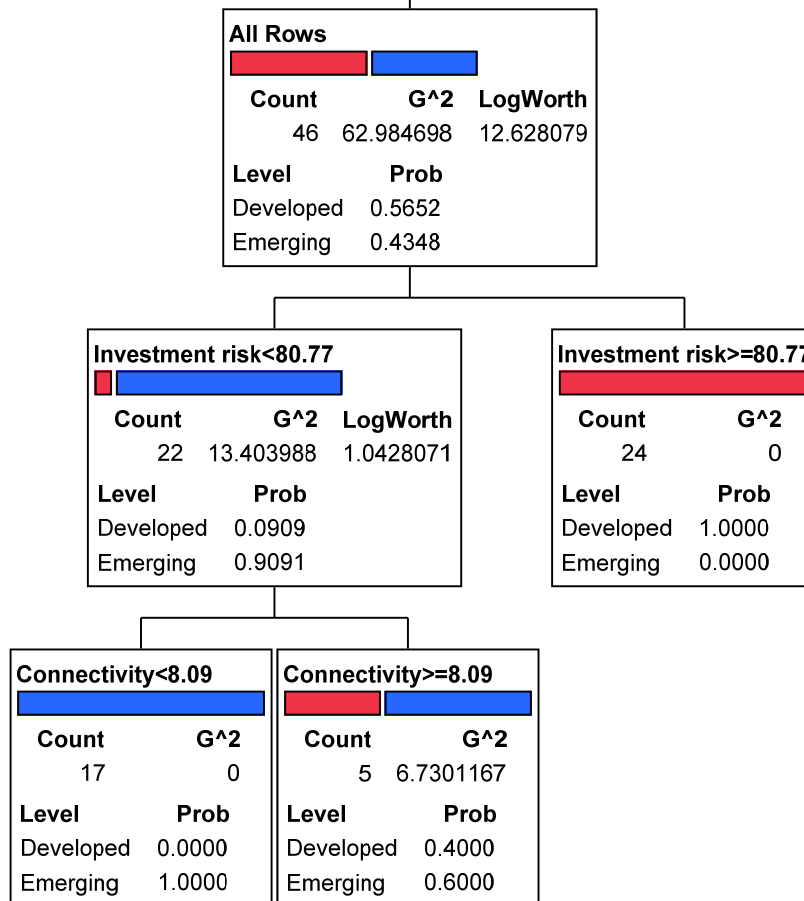 All Rows
Count G^2 LogWorth
46 62.984698 12.628079
Level Prob
Developed 0.5652
Emerging 0.4348
Investment risk<80.77
Count G^2 LogWorth
22 13.403988 1.0428071
Level Prob
Developed 0.0909
Emerging 0.9091
Investment risk>=80.77
Count G^2
24 0
Level Prob
Developed 1.0000
Emerging 0.0000
Connectivity<8.09
Count G^2
17 0
Level Prob
Developed 0.0000
Emerging 1.0000
Connectivity>=8.09
Count G^2
5 6.7301167
Level Prob
Developed 0.4000
Emerging 0.6000